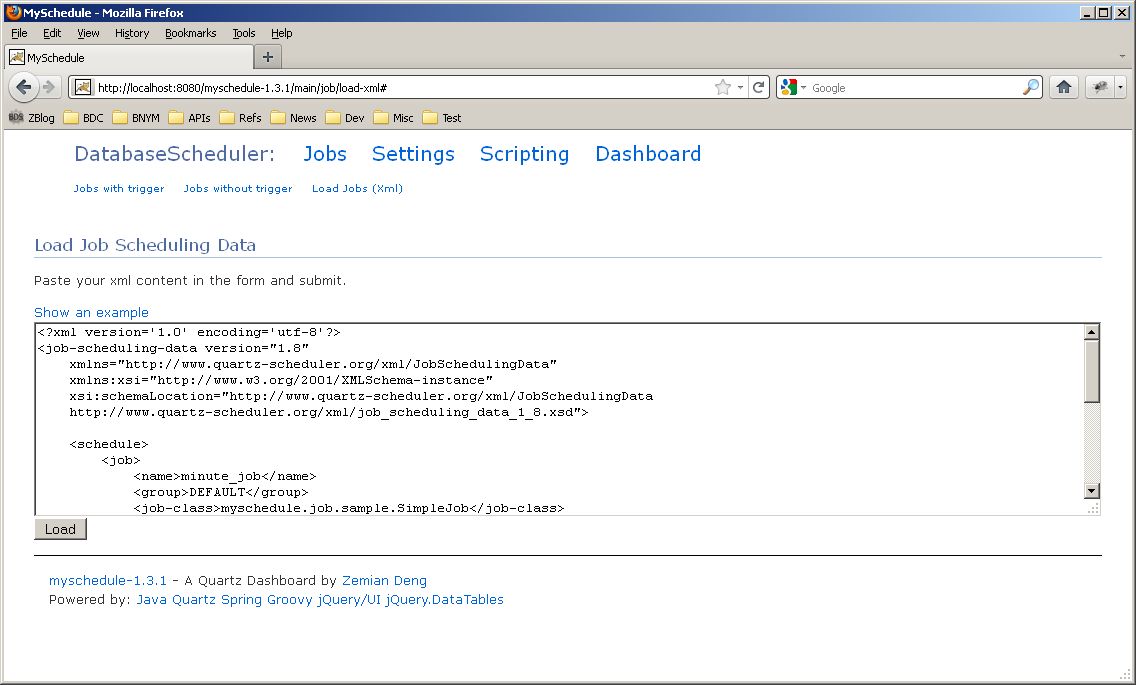 MySchedule - Mozilla Firefox
File Edit View History Bookmarks Tools Help
MySchedule
http://localhost:8080/myschedule-1.3.1/main/job/load-xml#
Google
BDS ZBlog BDC BNYM APIs Refs News Dev Misc Test
DatabaseScheduler: Jobs Settings Scripting Dashboard
Jobs with trigger Jobs without trigger Load Jobs (Xml)
Load Job Scheduling Data
Paste your xml content in the form and submit.
Show an example
<?xml version='1.0' encoding='utf-8'?>
<job-scheduling-data version="1.8"
xmlns="http://www.quartz-scheduler.org/xml/JobSchedulingData"
xmlns:xsi="http://www.w3.org/2001/XMLSchema-instance"
xsi:schemaLocation="http://www.quartz-scheduler.org/xml/JobSchedulingData
http://www.quartz-scheduler.org/xml/job_scheduling_data_1_8.xsd">
<schedule>
<job>
<name>minute_job</name>
<group>DEFAULT</group>
<job-class>myschedule.job.sample.SimpleJob</job-class>
Load
myschedule-1.3.1 - A Quartz Dashboard by Zemian Deng
Powered by: Java Quartz Spring Groovy jQuery/UI jQuery.DataTables